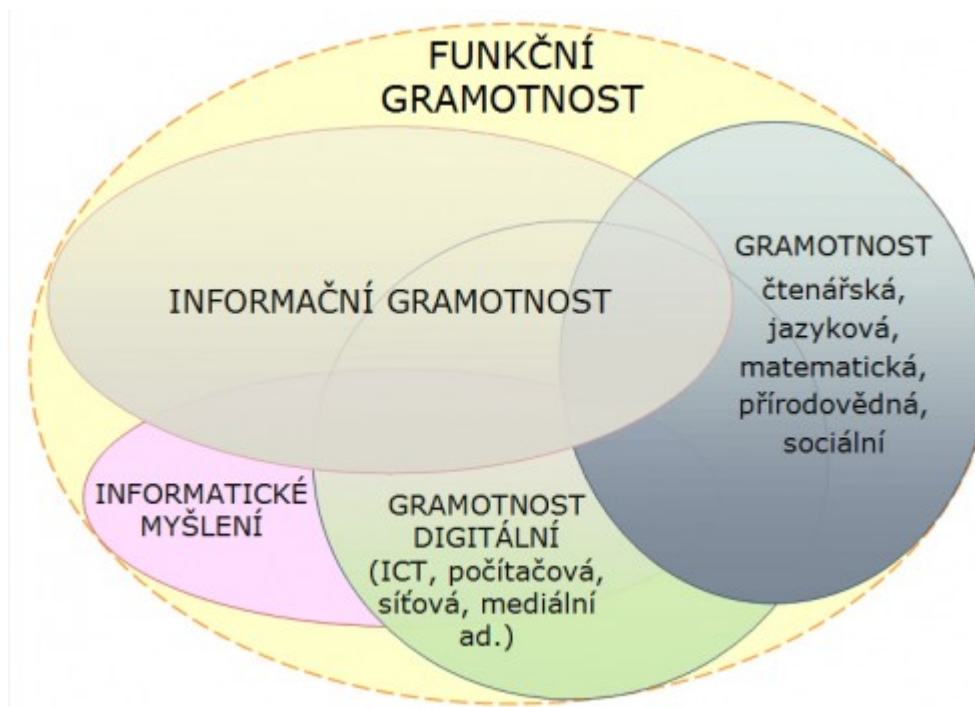 FUNKČNÍ
GRAMOTNOST
INFORMAČNÍ GRAMOTNOST
GRAMOTNOST
čtenářská,
jazyková,
matematická,
přírodovědná,
sociální
INFORMATICKÉ
MYŠLENÍ
GRAMOTNOST
DIGITÁLNÍ
(ICT, počítačová,
síťová, mediální
ad.)